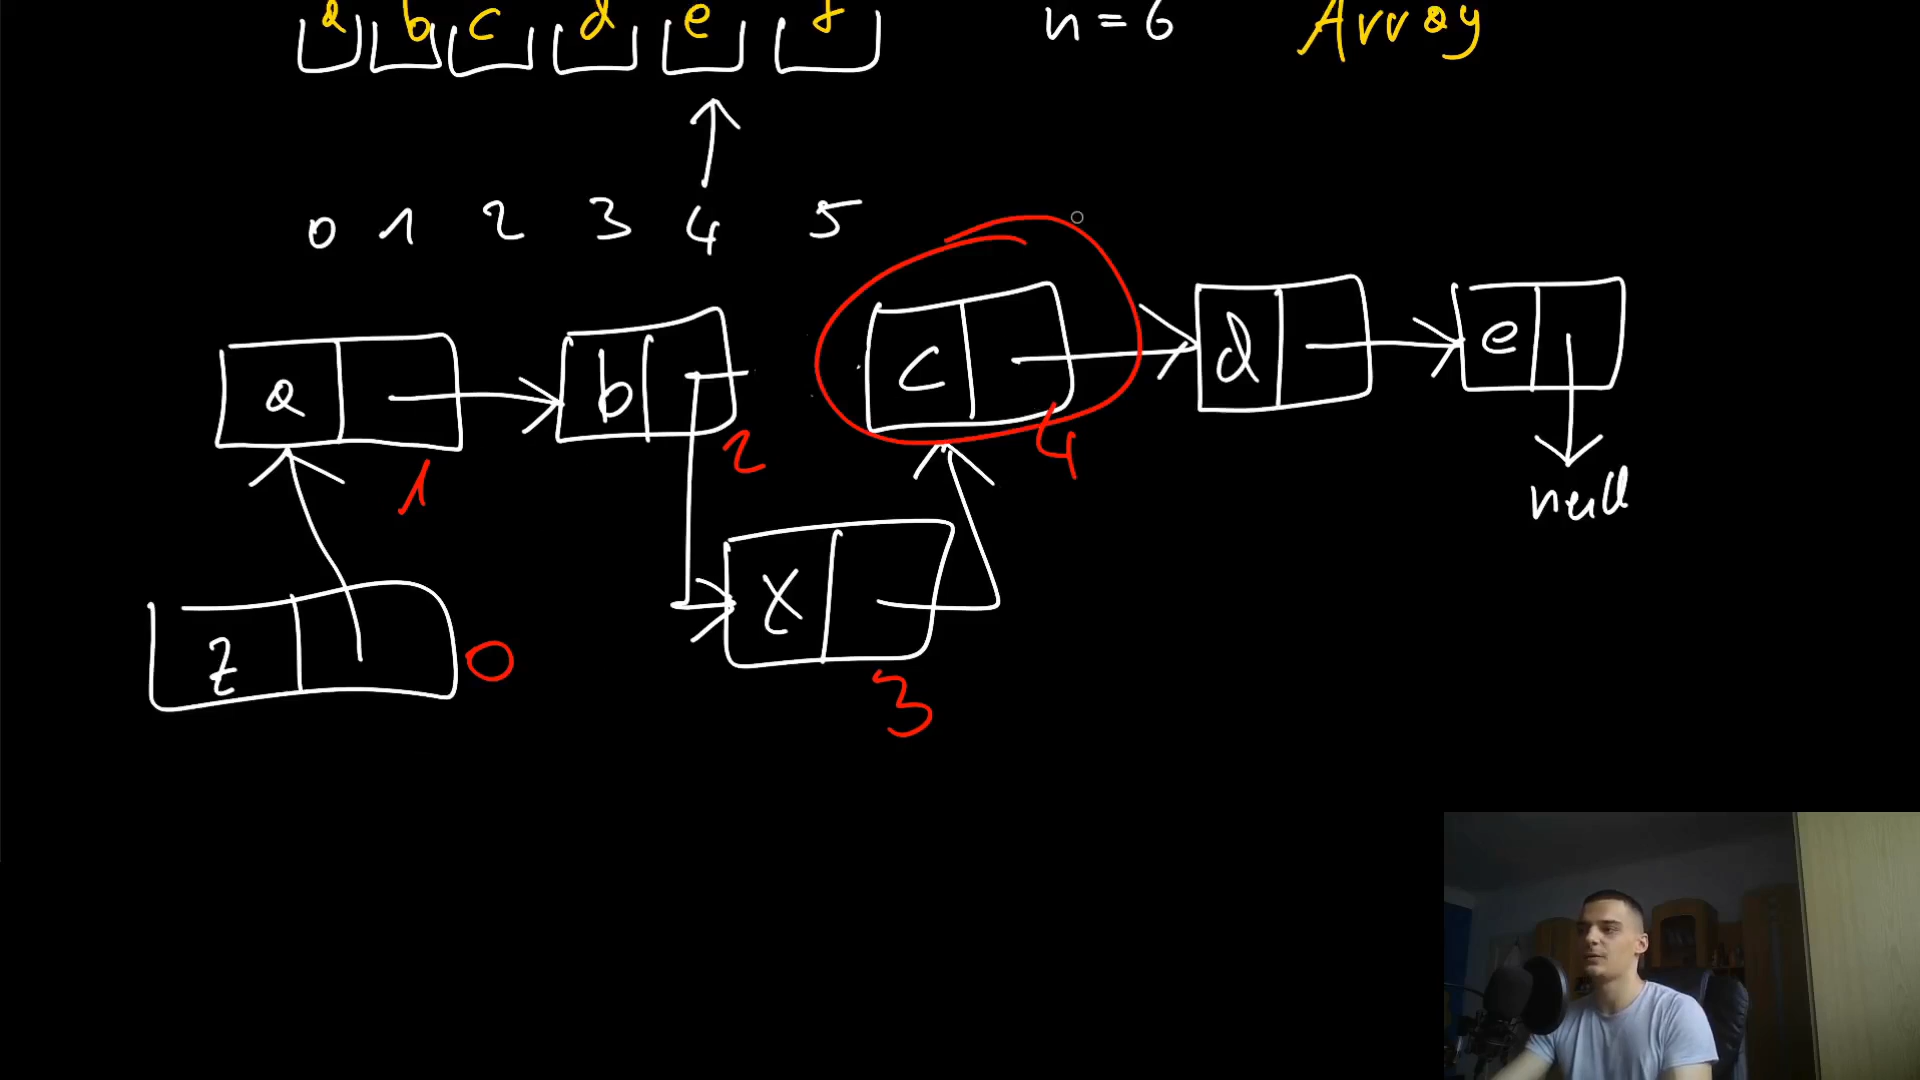 a b c d e f n = 6 Array
0 1 2 3 4 5
a b c d e
1 2 4
null
z 0 x
3